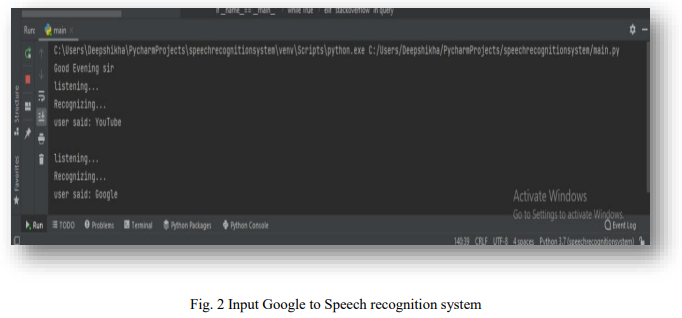 if __name__ == '__main__' › while True › elif 'stackoverflow' in query
Run: main ×
C:\Users\Deepshikha\PycharmProjects\speechrecognitionsystem\venv\Scripts\python.exe C:/Users/Deepshikha/PycharmProjects/speechrecognitionsystem/main.py
Good Evening sir
listening...
Recognizing...
user said: YouTube
listening...
Recognizing...
user said: Google
Structure
Favorites
Activate Windows
Go to Settings to activate Windows.
Run TODO Problems Terminal Python Packages Python Console Event Log
140:39 CRLF UTF-8 4 spaces Python 3.7 (speechrecognitionsystem)
Fig. 2 Input Google to Speech recognition system